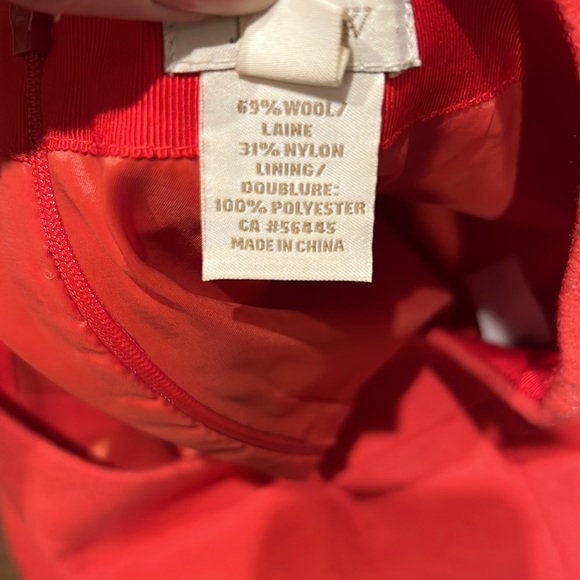 69% WOOL/
LAINE
31% NYLON
LINING/
DOUBLURE:
100% POLYESTER
CA #56445
MADE IN CHINA